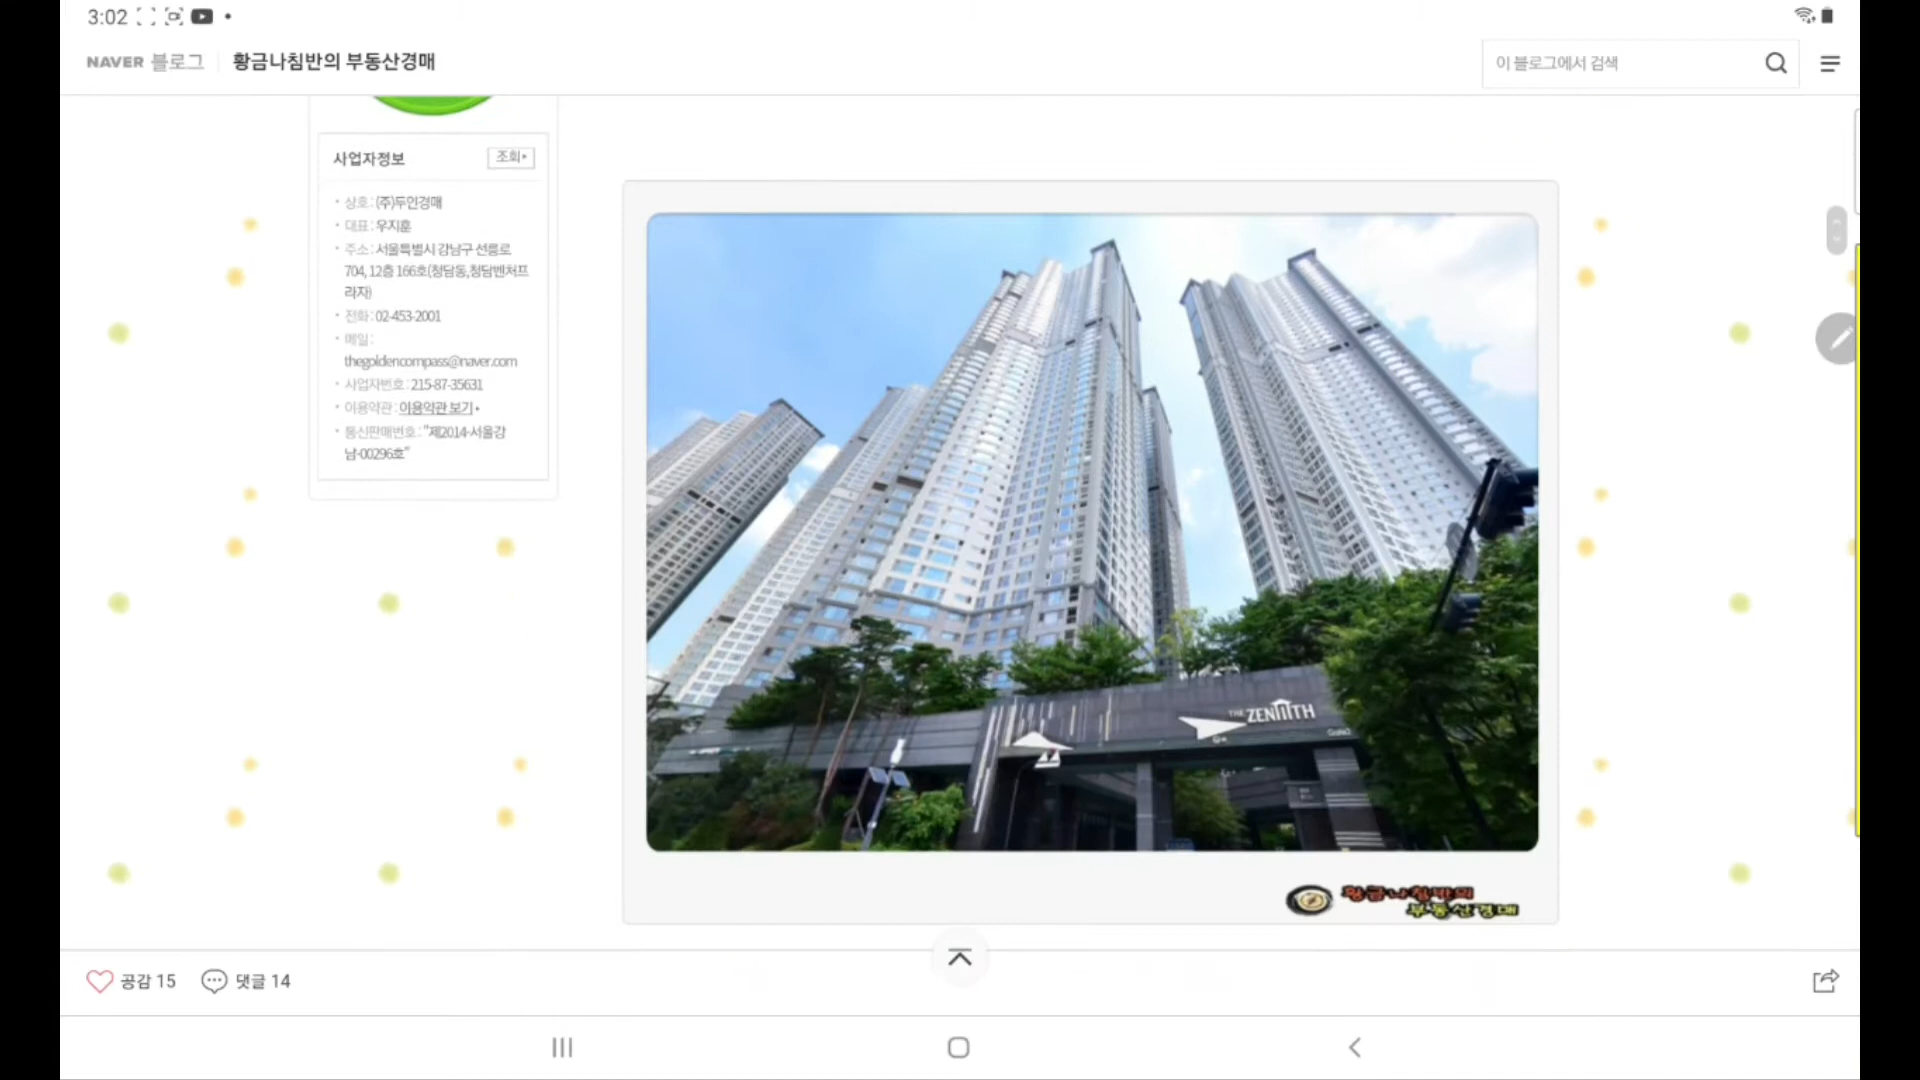 3:02
NAVER 블로그 황금나침반의 부동산경매
이 블로그에서 검색
사업자정보 조회
상호 : (주)두인경매
대표 : 우지훈
주소 : 서울특별시 강남구 선릉로
704, 12층 166호(청담동,청담벤처프
라자)
전화 : 02-453-2001
메일 :
thegoldencompass@naver.com
사업자번호 : 215-87-35631
이용약관 : 이용약관 보기
통신판매번호 : "제2014-서울강
남-00296호"
THE ZENITH
황금나침반의
부동산경매
공감 15 댓글 14